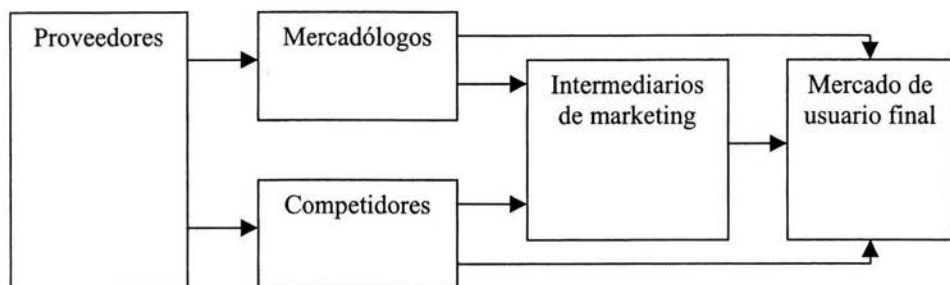 Proveedores
Mercadólogos
Intermediarios
de marketing
Mercado de
usuario final
Competidores